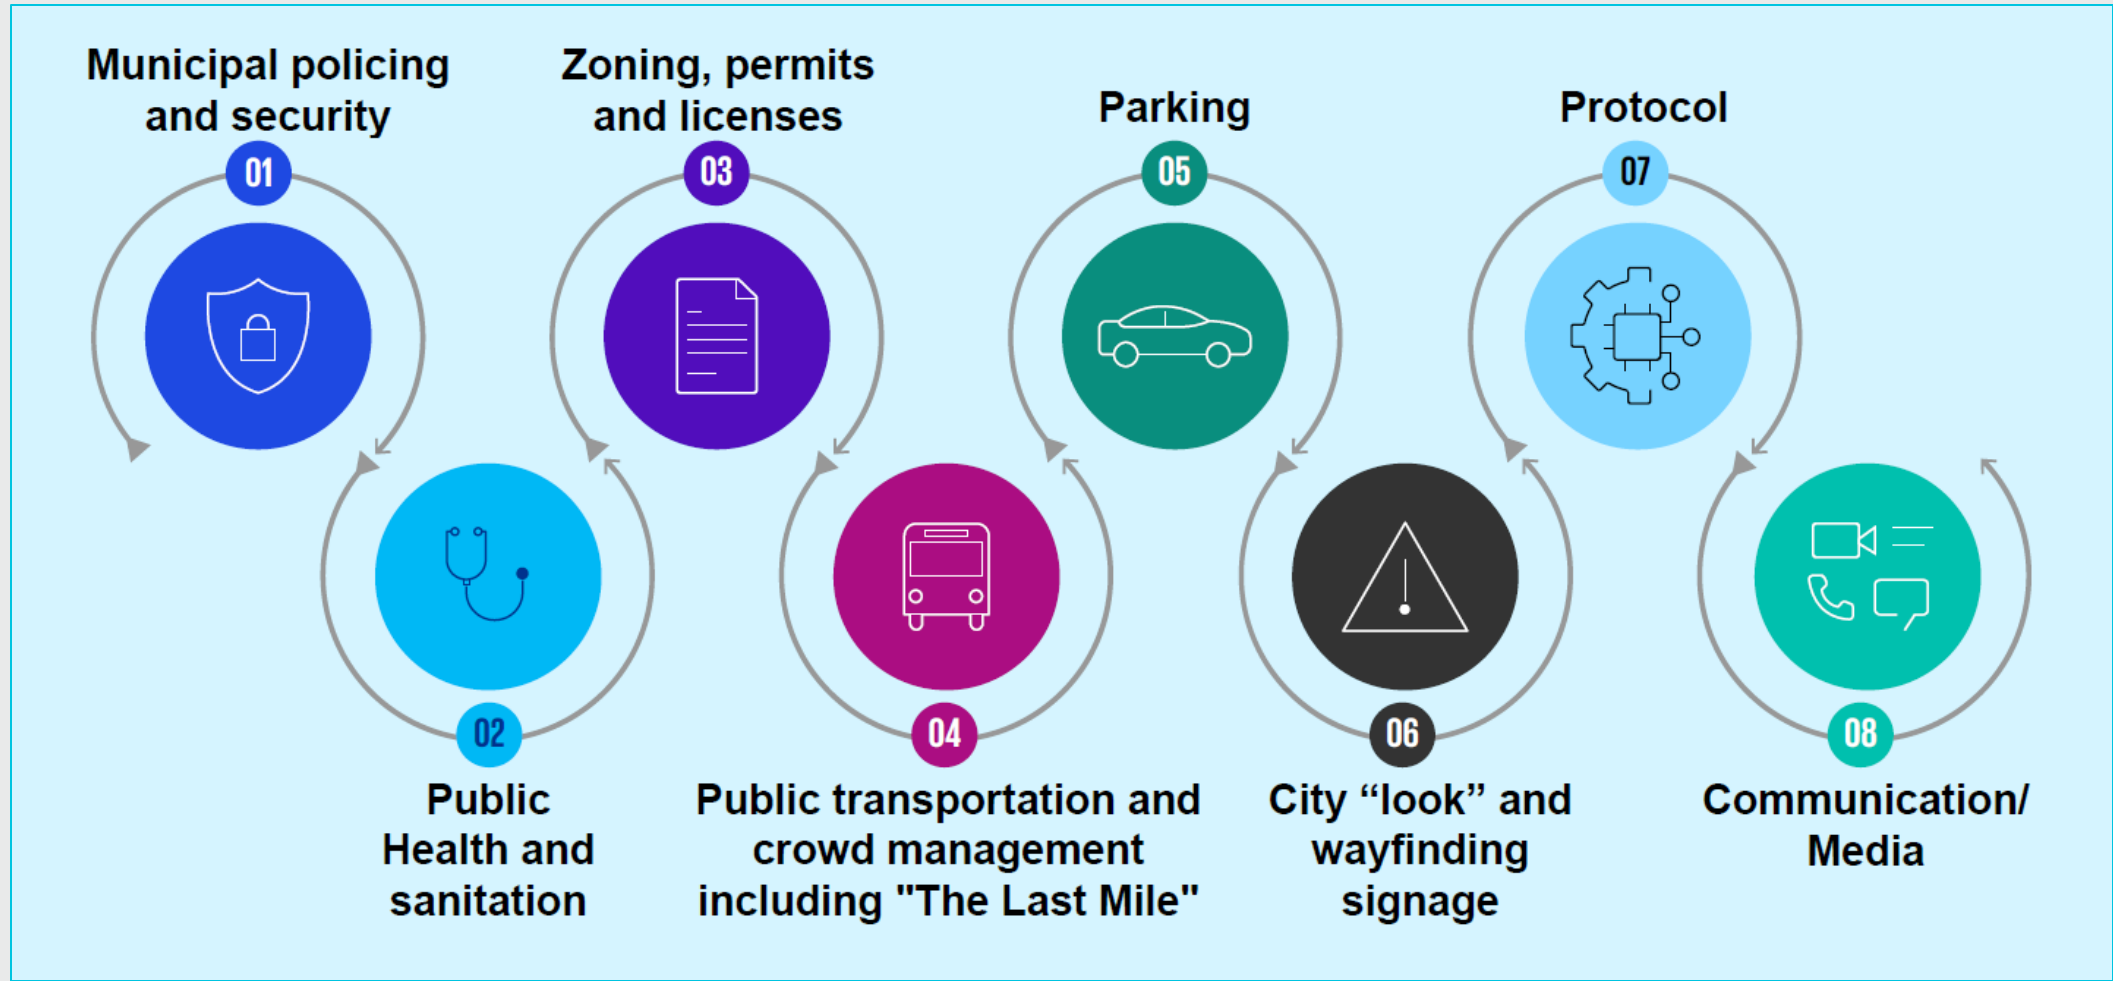 Municipal policing
and security
01
Public
Health and
sanitation
02
Zoning, permits
and licenses
03
Public transportation and
crowd management
including "The Last Mile"
04
Parking
05
City “look” and
wayfinding
signage
06
Protocol
07
Communication/
Media
08